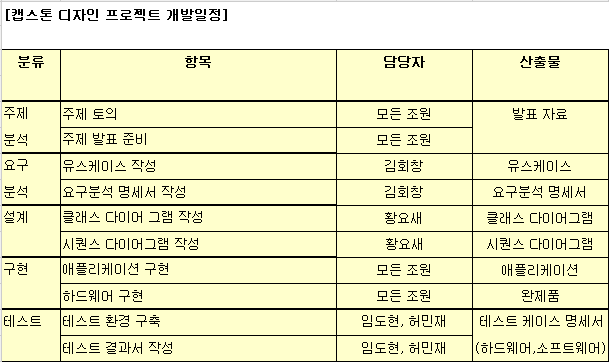 [캡스톤 디자인 프로젝트 개발일정]
분류 항목 담당자 산출물
주제 주제 토의 모든 조원 발표 자료
분석 주제 발표 준비 모든 조원
요구 유스케이스 작성 김회창 유스케이스
분석 요구분석 명세서 작성 김회창 요구분석 명세서
설계 클래스 다이어 그램 작성 황요새 클래스 다이어그램
시퀀스 다이어그램 작성 황요새 시퀀스 다이어그램
구현 애플리케이션 구현 모든 조원 애플리케이션
하드웨어 구현 모든 조원 완제품
테스트 테스트 환경 구축 임도현, 허민재 테스트 케이스 명세서
테스트 결과서 작성 임도현, 허민재 (하드웨어,소프트웨어)